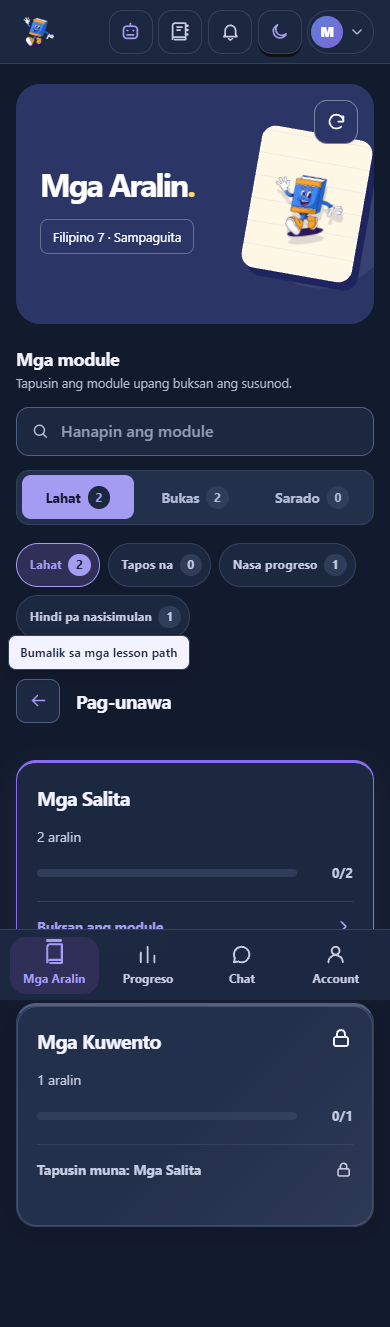 M
Mga Aralin.
Filipino 7 · Sampaguita
Mga module
Tapusin ang module upang buksan ang susunod.
Hanapin ang module
Lahat 2 Bukas 2 Sarado 0
Lahat 2 Tapos na 0 Nasa progreso 1
Hindi pa nasisimulan 1
Bumalik sa mga lesson path
Pag-unawa
Mga Salita
2 aralin
0/2
Buksan ang module
Mga Aralin Progreso Chat Account
Mga Kuwento
1 aralin
0/1
Tapusin muna: Mga Salita